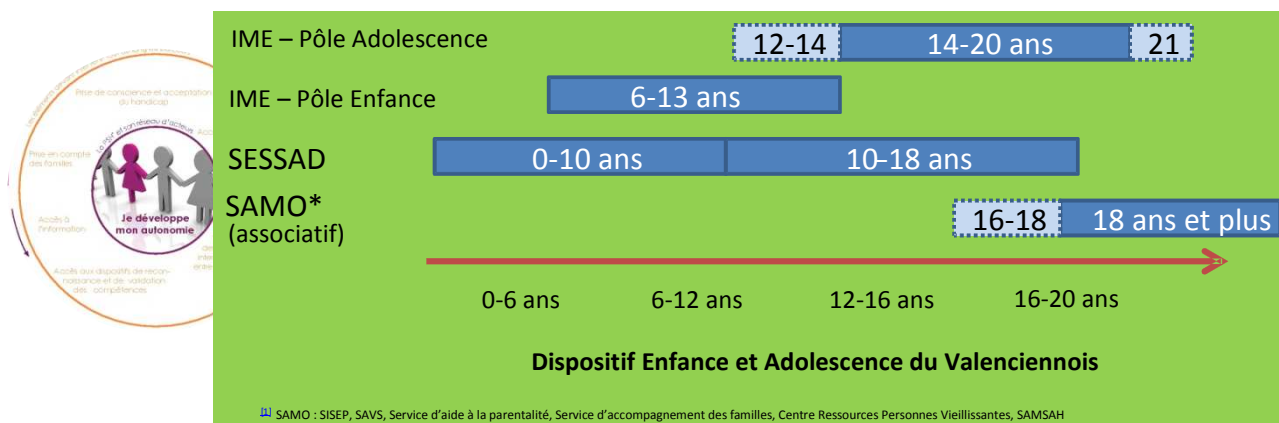 IME – Pôle Adolescence
12-14
14-20 ans
21
IME – Pôle Enfance
6-13 ans
SESSAD
0-10 ans
10-18 ans
SAMO*
(associatif)
16-18
18 ans et plus
0-6 ans
6-12 ans
12-16 ans
16-20 ans
Dispositif Enfance et Adolescence du Valenciennois
[1] SAMO : SISEP, SAVS, Service d'aide à la parentalité, Service d'accompagnement des familles, Centre Ressources Personnes Vieillissantes, SAMSAH
Prise de conscience et acceptation
du handicap
et son réseau d'acteurs
Prise en compte
des familles
Accès à
l'information
Je développe
mon autonomie
Accès aux dispositifs de recon-
naissance et de validation
des compétences